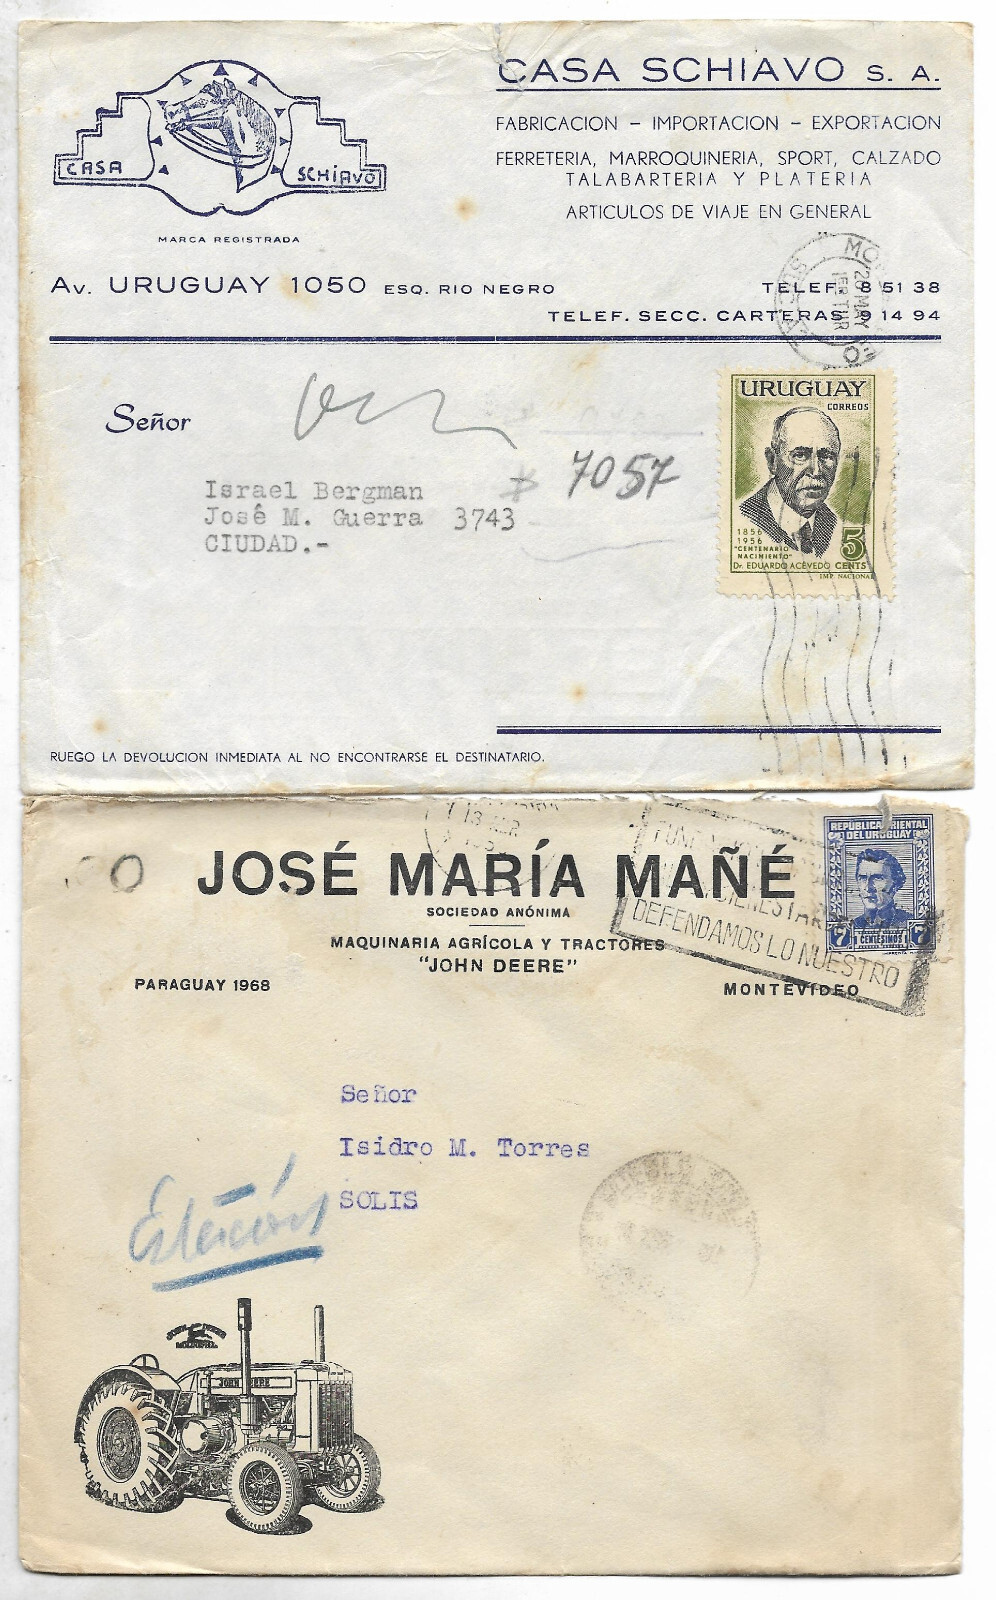 CASA SCHIAVO
MARCA REGISTRADA
CASA SCHIAVO S. A.
FABRICACION - IMPORTACION - EXPORTACION
FERRETERIA, MARROQUINERIA, SPORT, CALZADO
TALABARTERIA Y PLATERIA
ARTICULOS DE VIAJE EN GENERAL
Av. URUGUAY 1050 ESQ. RIO NEGRO
TELEF. 8 51 38
TELEF. SECC. CARTERAS 9 14 94
Señor
7057
Israel Bergman
José M. Guerra 3743
CIUDAD.-
URUGUAY
CORREOS
1856
1956
"CENTENARIO
NACIMIENTO"
5
Dr. EDUARDO ACEVEDO CENTS
IMP. NACIONAL
RUEGO LA DEVOLUCION INMEDIATA AL NO ENCONTRARSE EL DESTINATARIO.
JOSÉ MARÍA MAÑÉ
SOCIEDAD ANÓNIMA
MAQUINARIA AGRÍCOLA Y TRACTORES
"JOHN DEERE"
PARAGUAY 1968
MONTEVIDEO
REPÚBLICA ORIENTAL
DEL URUGUAY
7 CENTESIMOS 7
BIENESTAR
DEFENDAMOS LO NUESTRO
Señor
Isidro M. Torres
SOLIS
Estación
JOHN DEERE